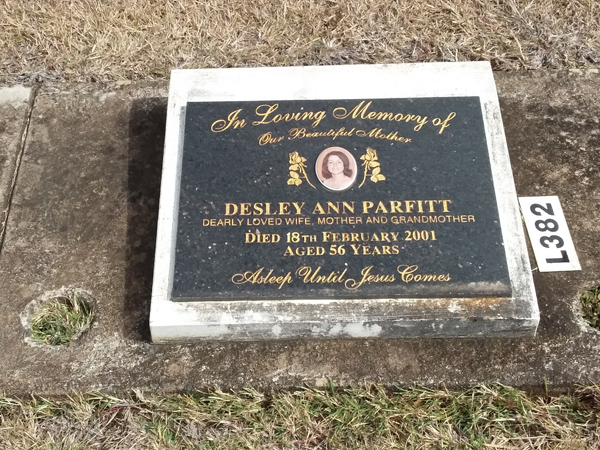 In Loving Memory of
Our Beautiful Mother
DESLEY ANN PARFITT
DEARLY LOVED WIFE, MOTHER AND GRANDMOTHER
DIED 18TH FEBRUARY 2001
AGED 56 YEARS
Asleep Until Jesus Comes
L382